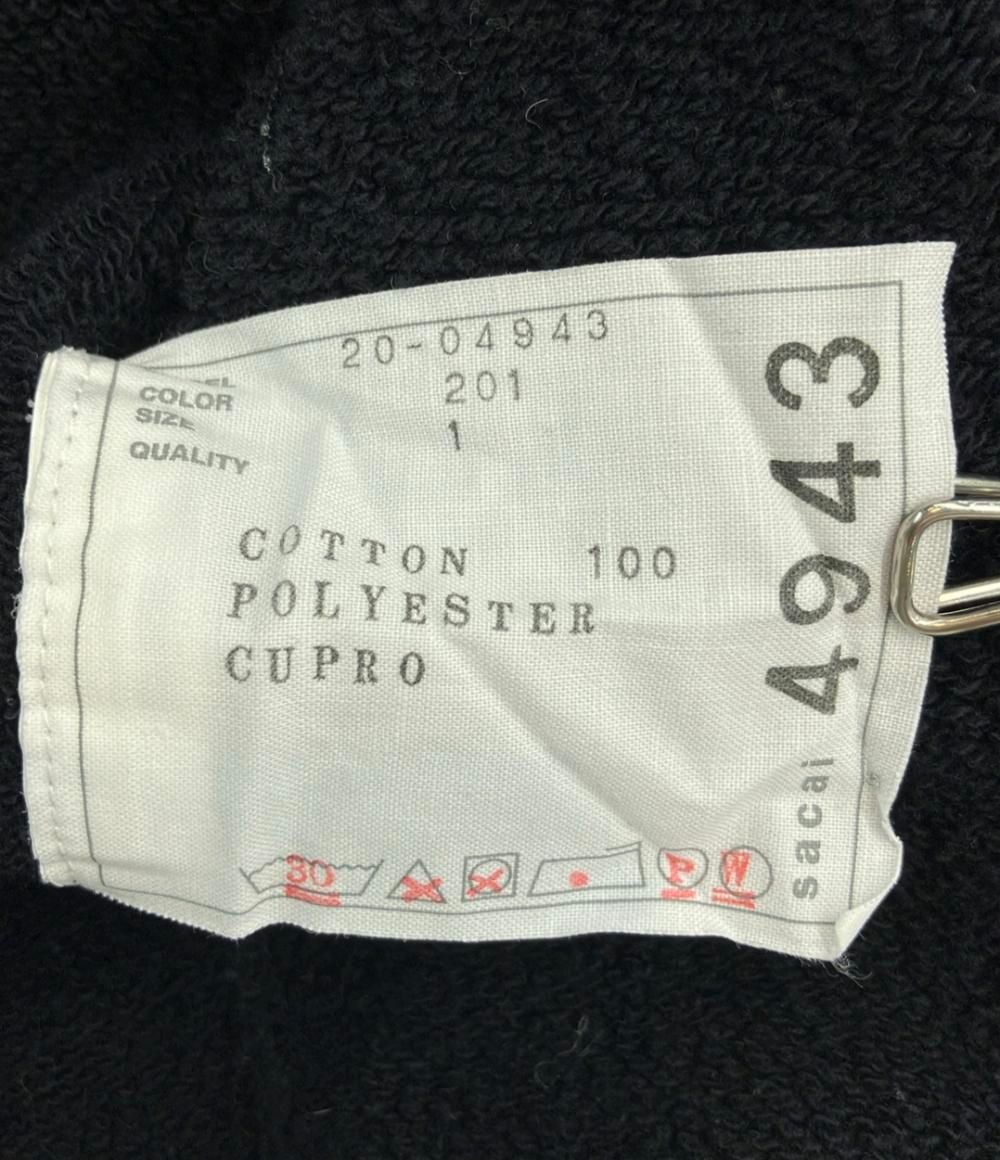 20-04943
COLOR 201
SIZE 1
QUALITY
COTTON 100
POLYESTER
CUPRO
30 P W
sacai 4943